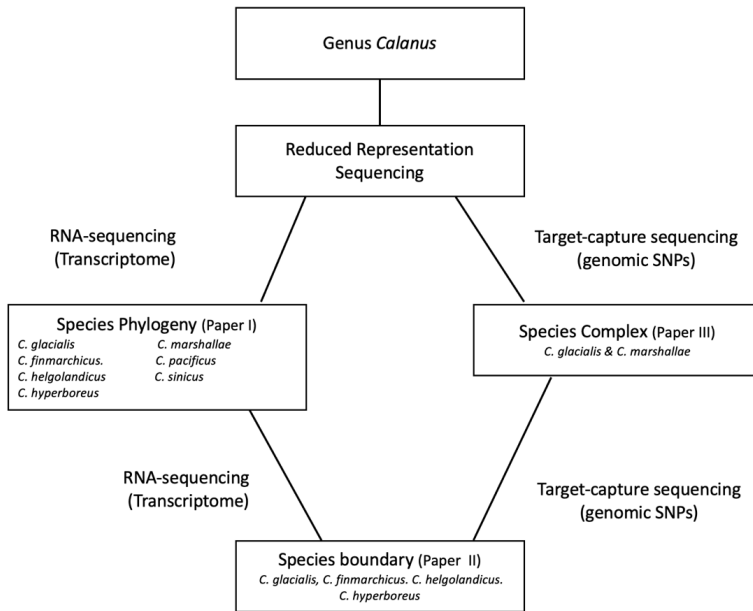 Genus Calanus
Reduced Representation
Sequencing
RNA-sequencing
(Transcriptome)
Target-capture sequencing
(genomic SNPs)
Species Phylogeny (Paper I)
C. glacialis C. marshallae
C. finmarchicus. C. pacificus
C. helgolandicus C. sinicus
C. hyperboreus
Species Complex (Paper III)
C. glacialis & C. marshallae
RNA-sequencing
(Transcriptome)
Target-capture sequencing
(genomic SNPs)
Species boundary (Paper II)
C. glacialis, C. finmarchicus. C. helgolandicus.
C. hyperboreus